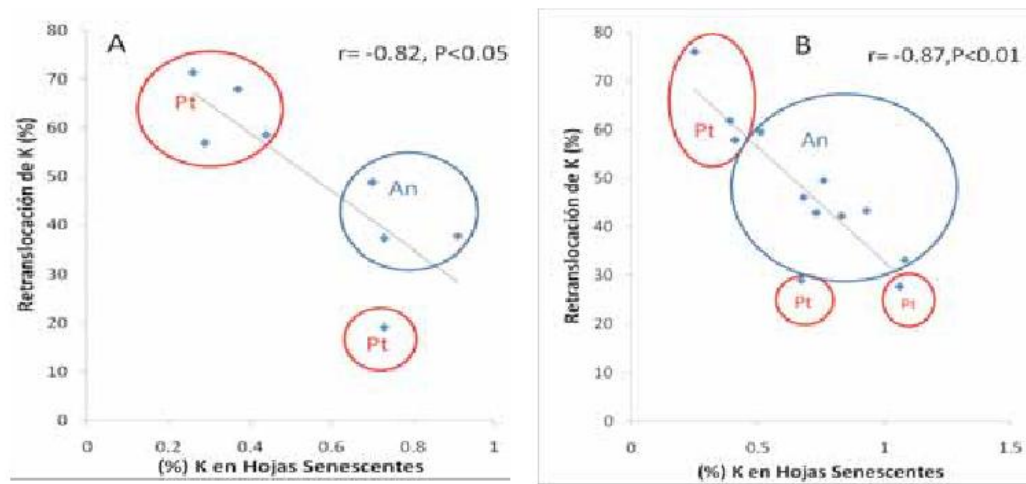 A
r= -0.82, P<0.05
Retranslocación de K (%)
80
70
60
50
40
30
20
10
0
Pt
An
Pt
0
0.2
0.4
0.6
0.8
1
(%) K en Hojas Senescentes
B
r= -0.87,P<0.01
Retranslocación de K (%)
80
70
60
50
40
30
20
10
0
Pt
An
Pt
Pt
0
0.5
1
1.5
(%) K en Hojas Senescentes